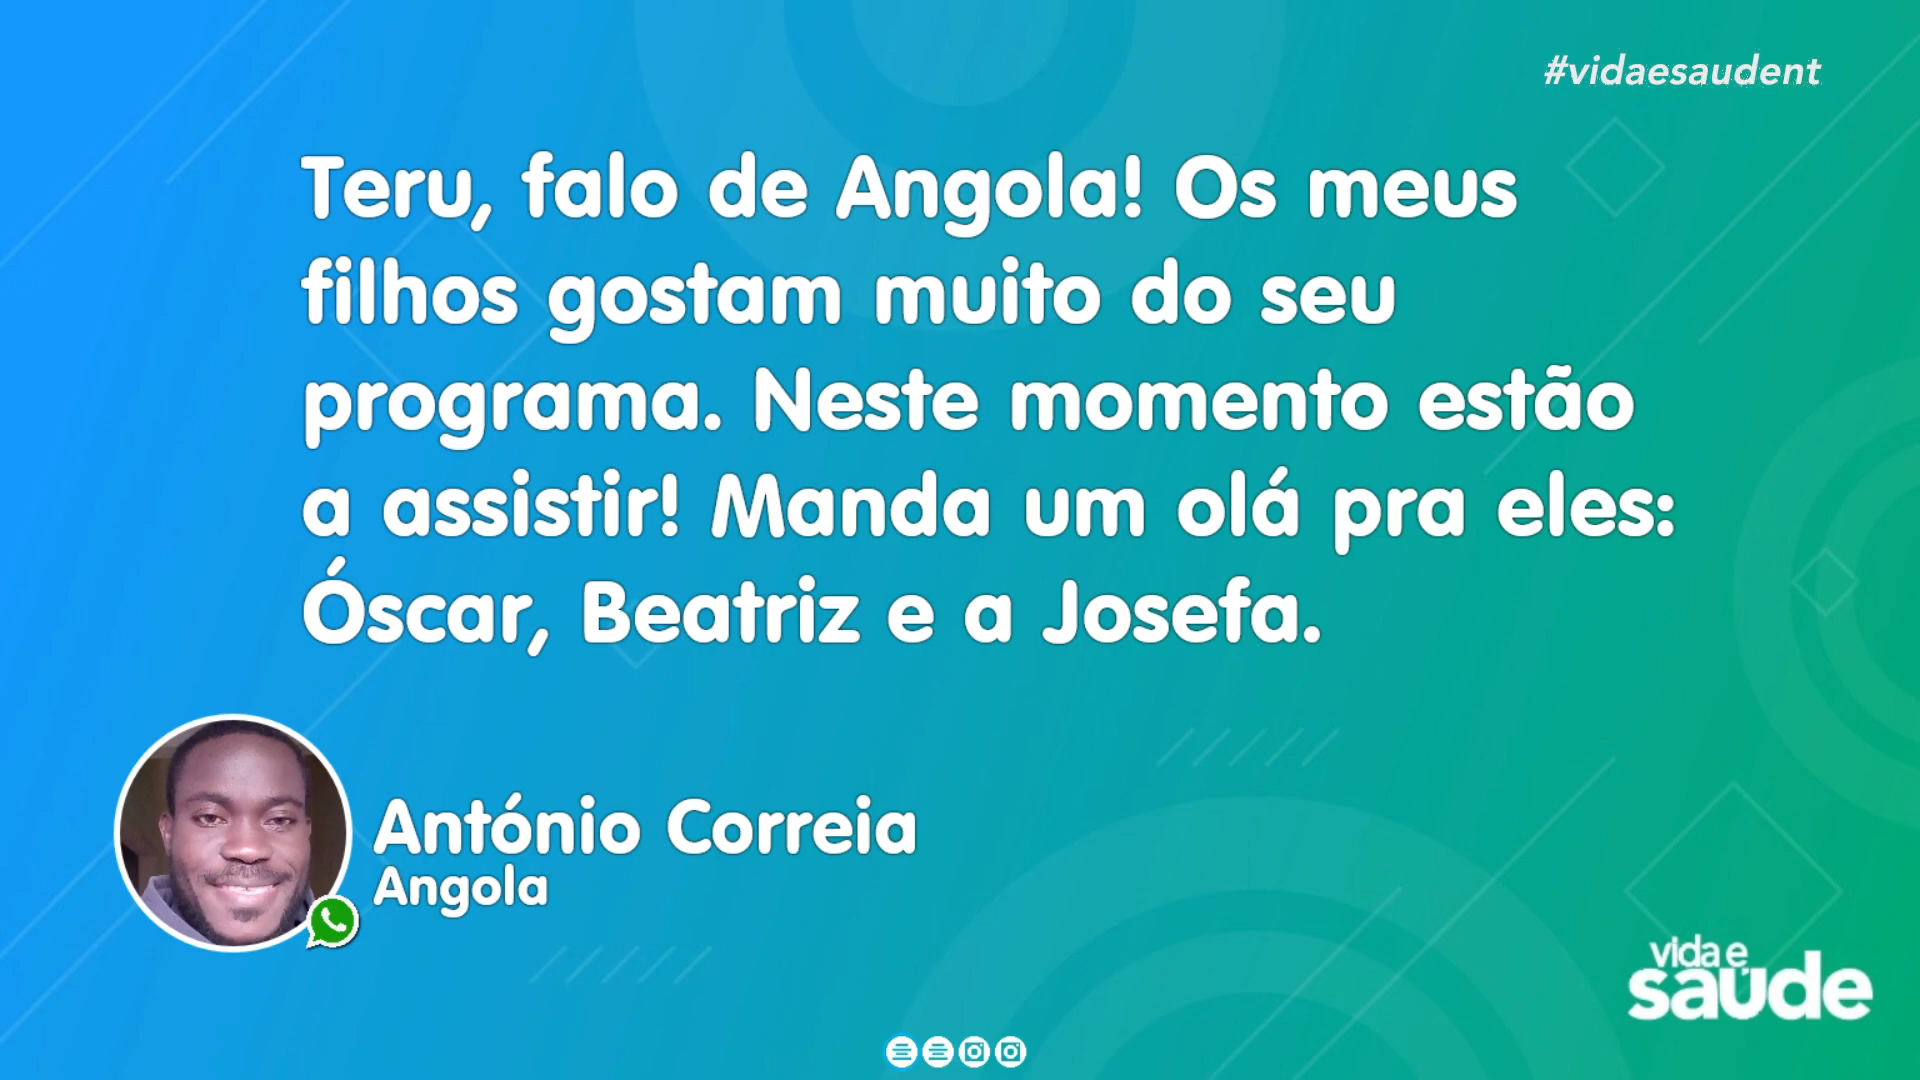 #vidaesaudent
Teru, falo de Angola! Os meus
filhos gostam muito do seu
programa. Neste momento estão
a assistir! Manda um olá pra eles:
Óscar, Beatriz e a Josefa.
António Correia
Angola
vida e
saúde